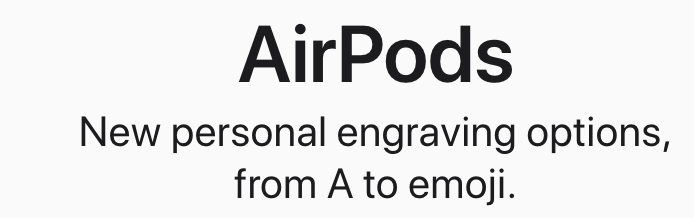 AirPods
New personal engraving options,
from A to emoji.